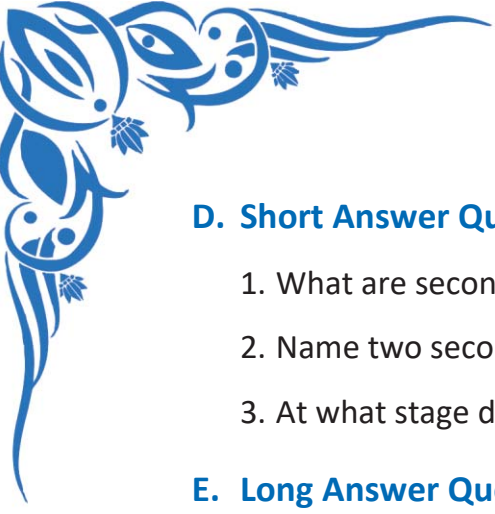 D. Short Answer
1. What are
2. Name two
3. At what stage
E. Long Answer